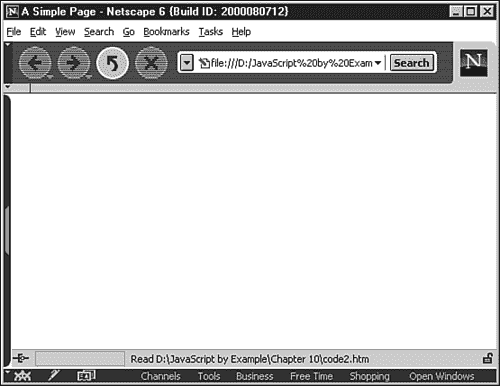 A Simple Page - Netscape 6 {Build ID: 2000080712}
File Edit View Search Go Bookmarks Tasks Help
file:///D:/JavaScript%20by%20Exam Search N
Read D:\JavaScript by Example\Chapter 10\code2.htm
Channels Tools Business Free Time Shopping Open Windows